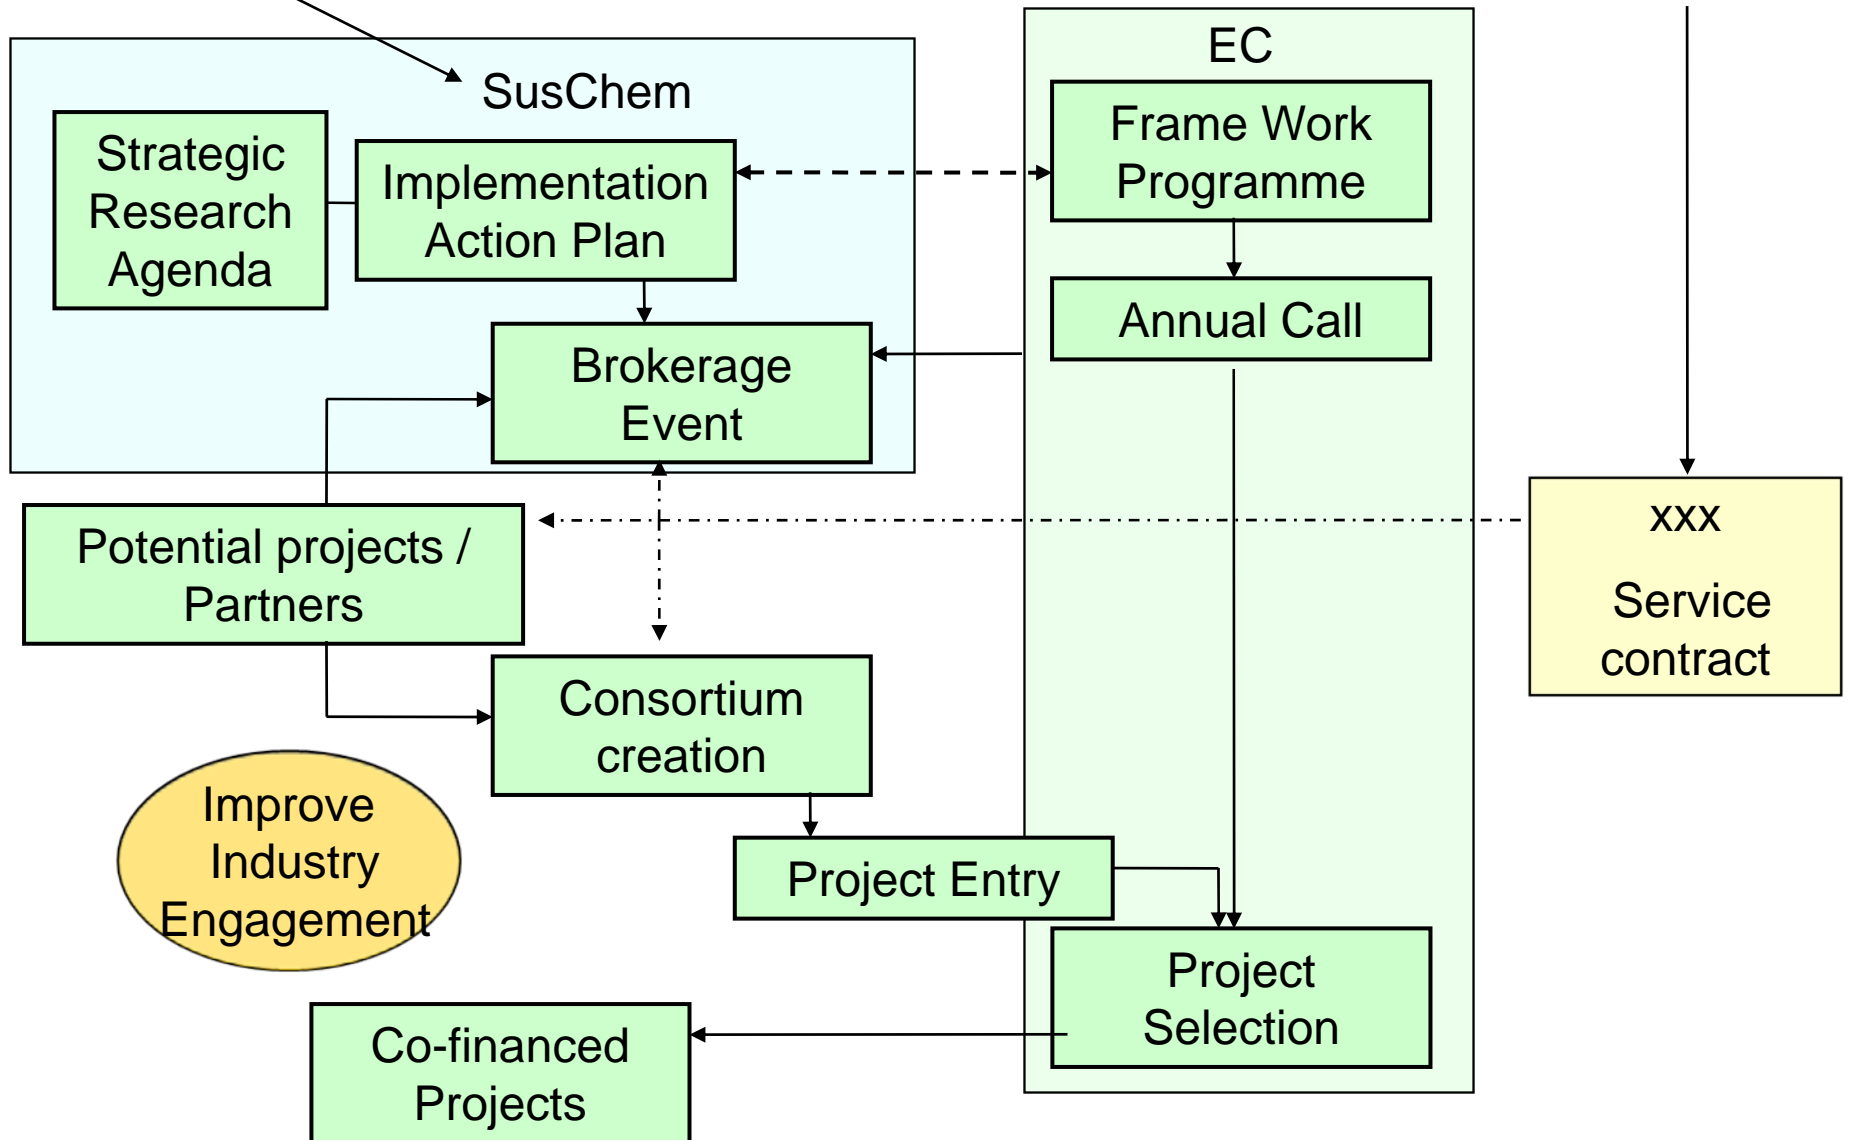 EC
SusChem
Frame Work
Programme
Strategic
Research
Agenda
Implementation
Action Plan
Annual Call
Brokerage
Event
xxx
Service
contract
Potential projects /
Partners
Consortium
creation
Improve
Industry
Engagement
Project Entry
Project
Selection
Co-financed
Projects